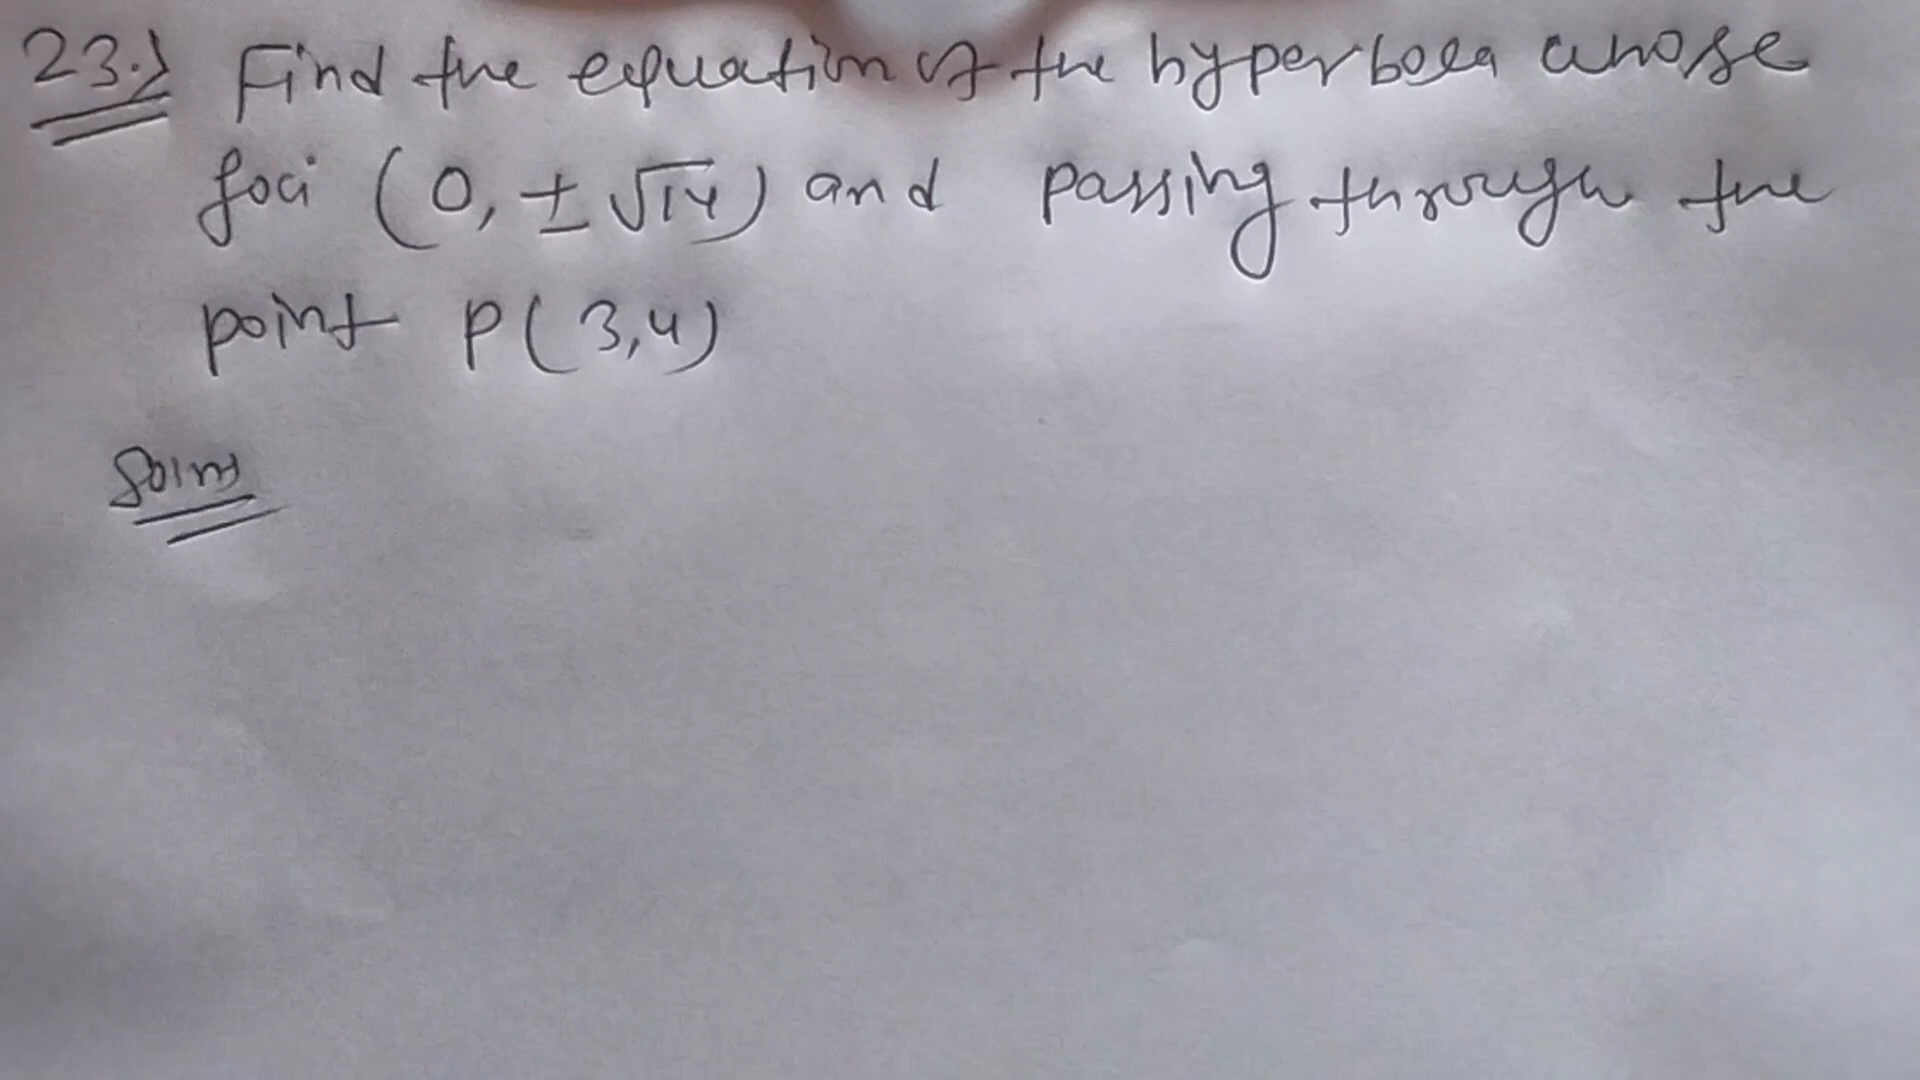 23.> Find the equation of the hyperbola whose
foci (0, ± √14) and passing through the
point P(3,4)
Soln